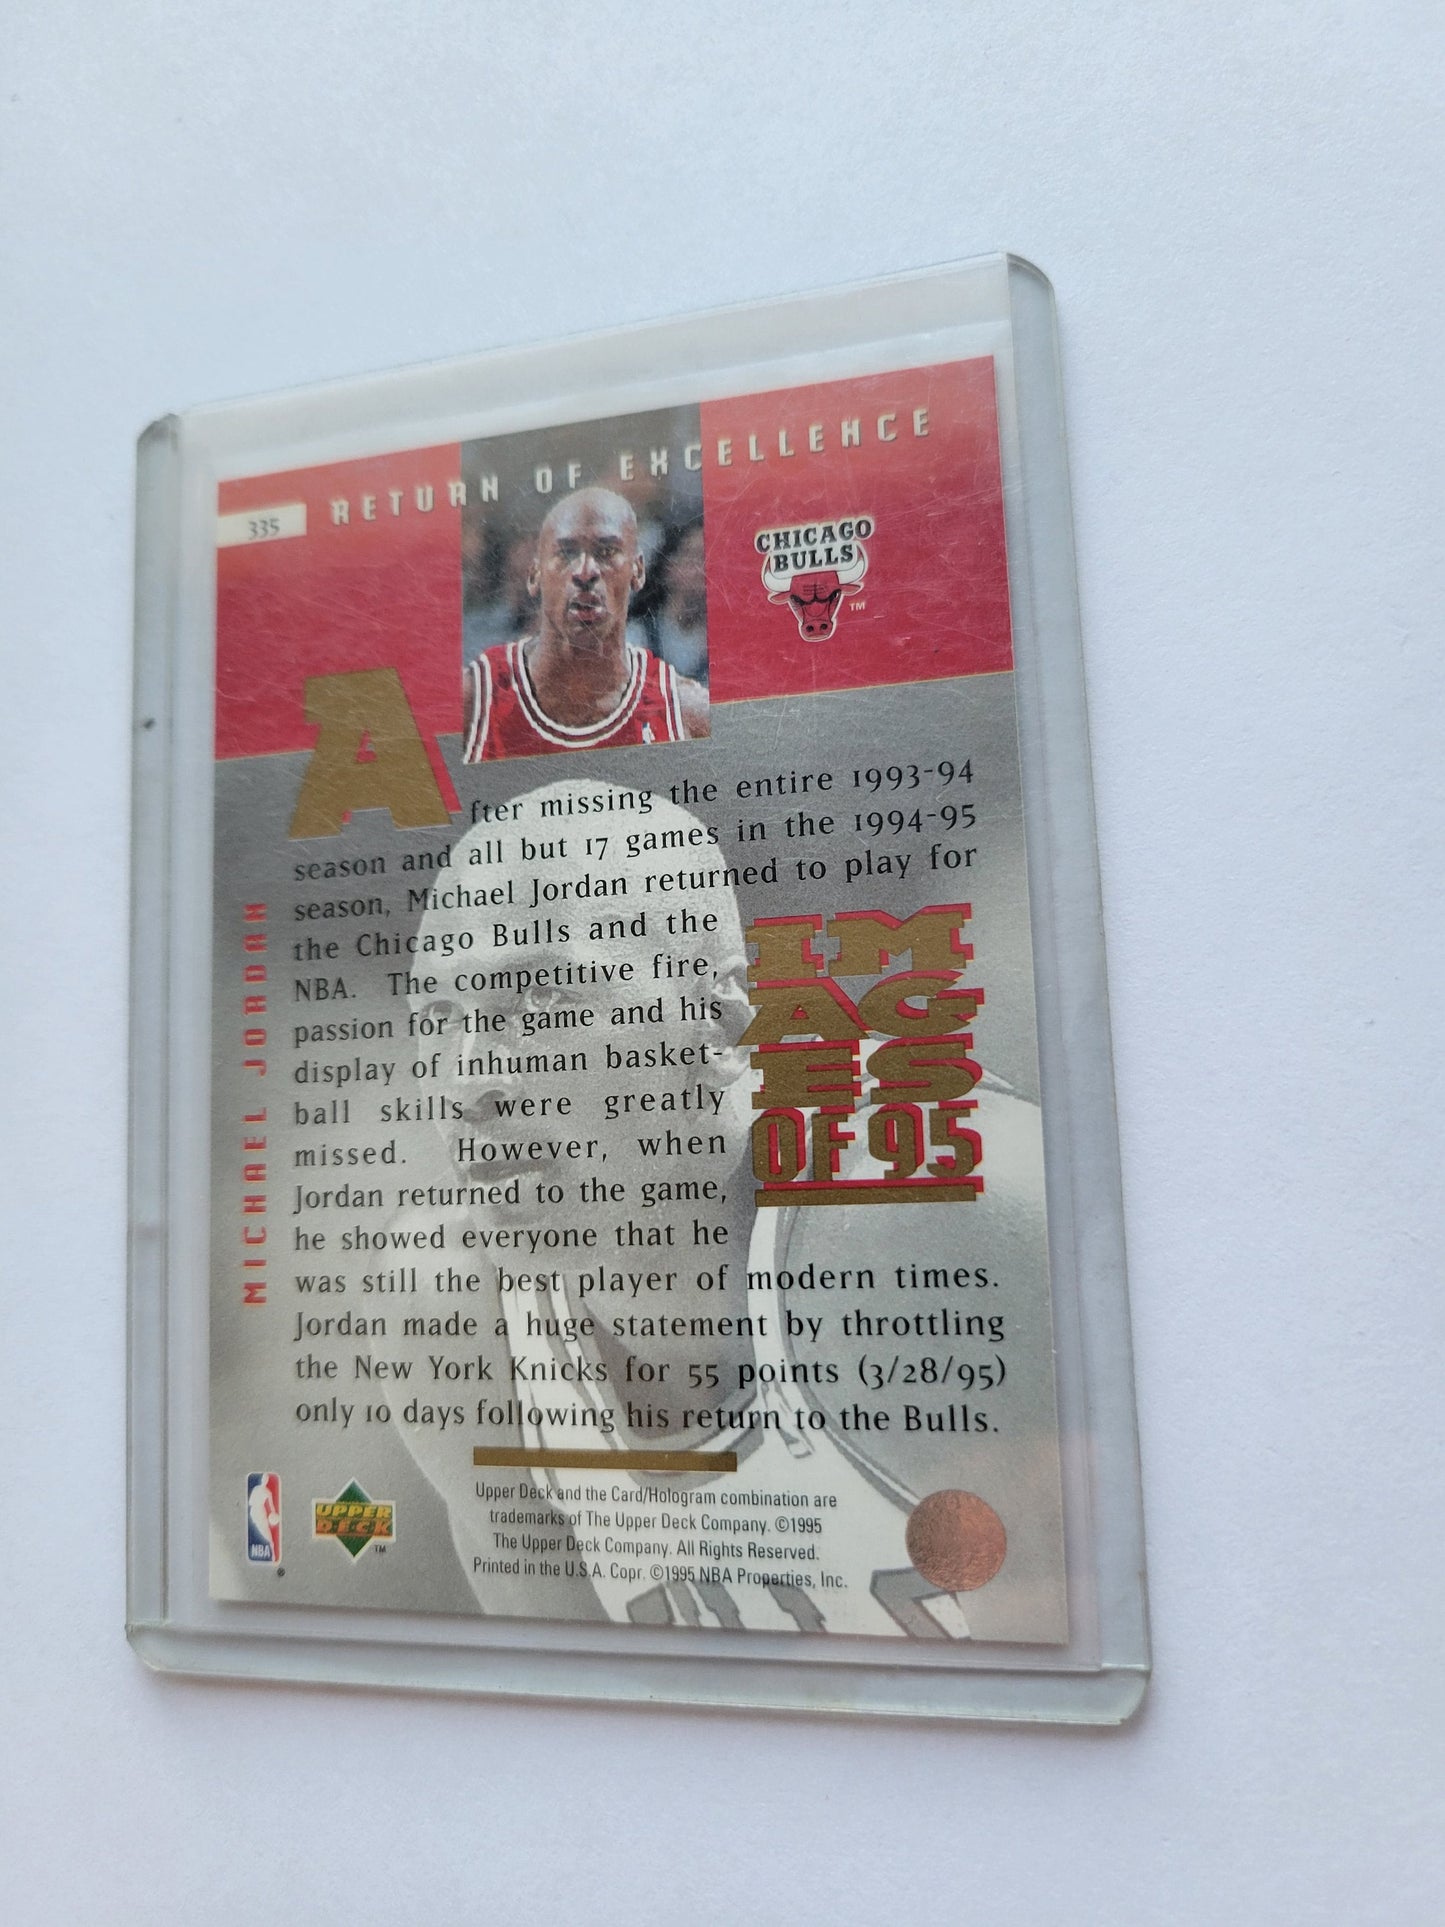 335
RETURN OF EXCELLENCE
CHICAGO
BULLS
TM
After missing the entire 1993-94
season and all but 17 games in the 1994-95
season, Michael Jordan returned to play for
the Chicago Bulls and the
NBA. The competitive fire,
passion for the game and his
display of inhuman basket-
ball skills were greatly
missed. However, when
Jordan returned to the game,
he showed everyone that he
was still the best player of modern times.
Jordan made a huge statement by throttling
the New York Knicks for 55 points (3/28/95)
only 10 days following his return to the Bulls.
IM
AG
ES
OF 95
MICHAEL JORDAN
NBA
®
UPPER
DECK
TM
Upper Deck and the Card/Hologram combination are
trademarks of The Upper Deck Company. ©1995
The Upper Deck Company. All Rights Reserved.
Printed in the U.S.A. Copr. ©1995 NBA Properties, Inc.